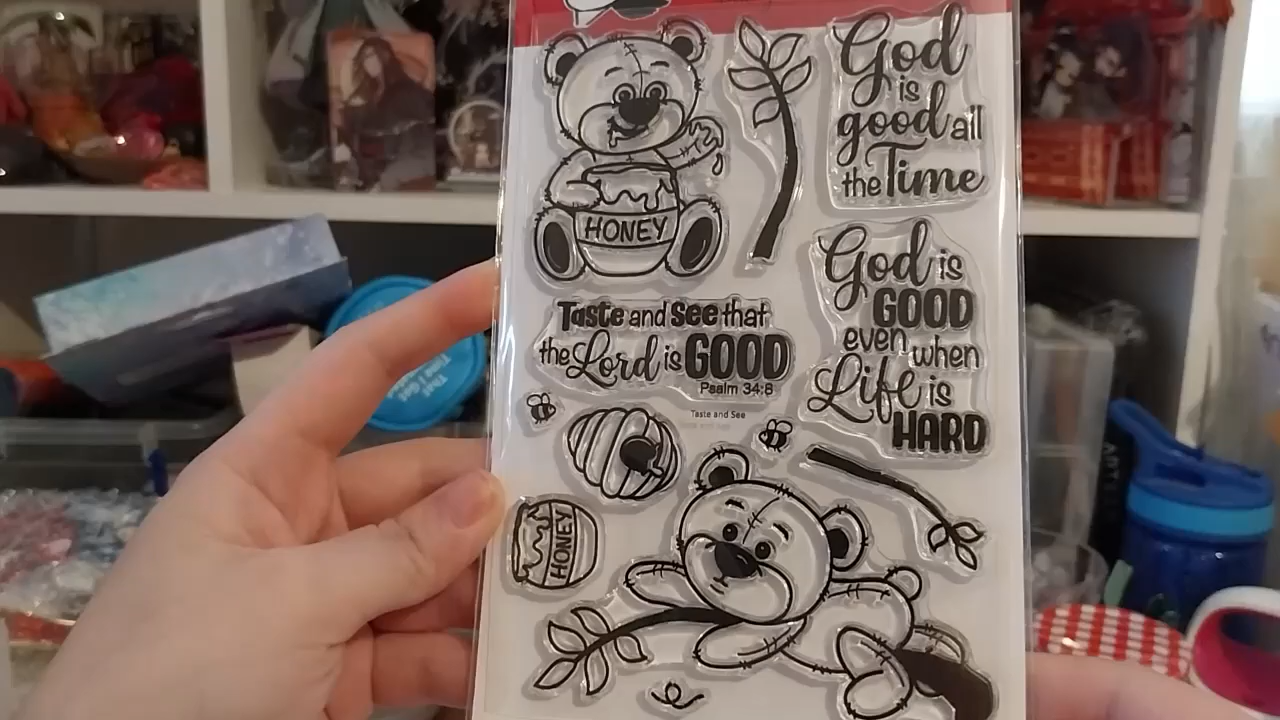 God
is
good all
the Time
HONEY
God is
GOOD
even when
Life is
HARD
Taste and See that
the Lord is GOOD
Psalm 34:8
Taste and See
HONEY